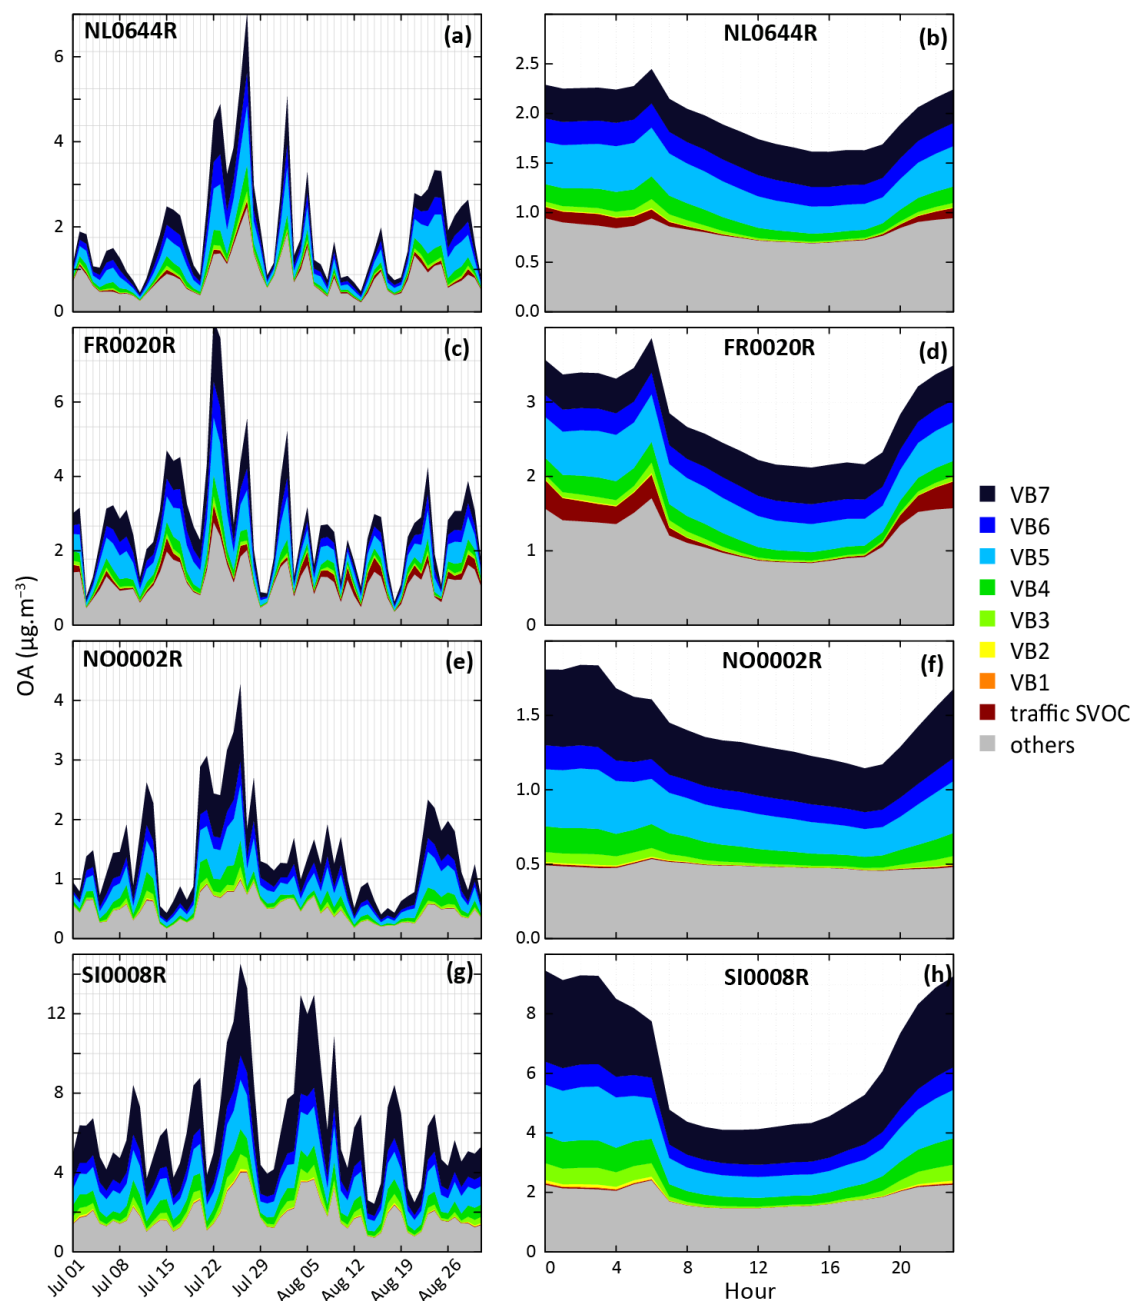 NL0644R (a)
6
4
2
0
NL0644R (b)
2.5
2.0
1.5
1.0
0.5
0.0
FR0020R (c)
6
4
2
0
FR0020R (d)
3
2
1
0
NO0002R (e)
4
3
2
1
0
NO0002R (f)
1.5
1.0
0.5
0.0
SI0008R (g)
12
8
4
0
SI0008R (h)
8
6
4
2
0
OA (µg.m⁻³)
Jul 01 Jul 08 Jul 15 Jul 22 Jul 29 Aug 05 Aug 12 Aug 19 Aug 26
0 4 8 12 16 20
Hour
VB7
VB6
VB5
VB4
VB3
VB2
VB1
traffic SVOC
others